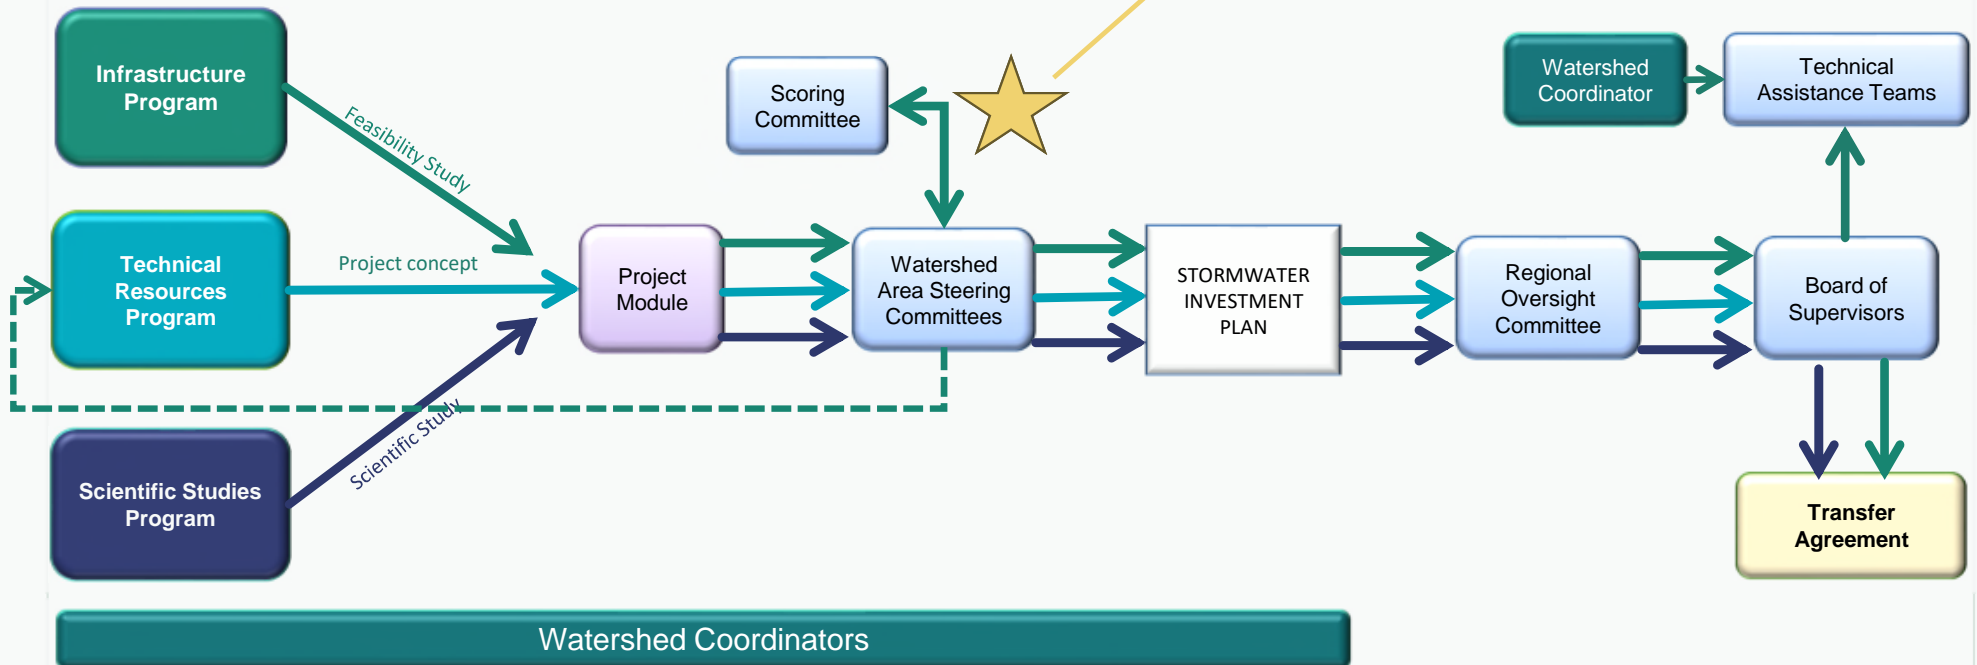 Infrastructure
Program
Feasibility Study
Scoring
Committee
Watershed
Coordinator
Technical
Assistance Teams
Technical
Resources
Program
Project concept
Project
Module
Watershed
Area Steering
Committees
STORMWATER
INVESTMENT
PLAN
Regional
Oversight
Committee
Board of
Supervisors
Scientific Studies
Program
Scientific Study
Transfer
Agreement
Watershed Coordinators